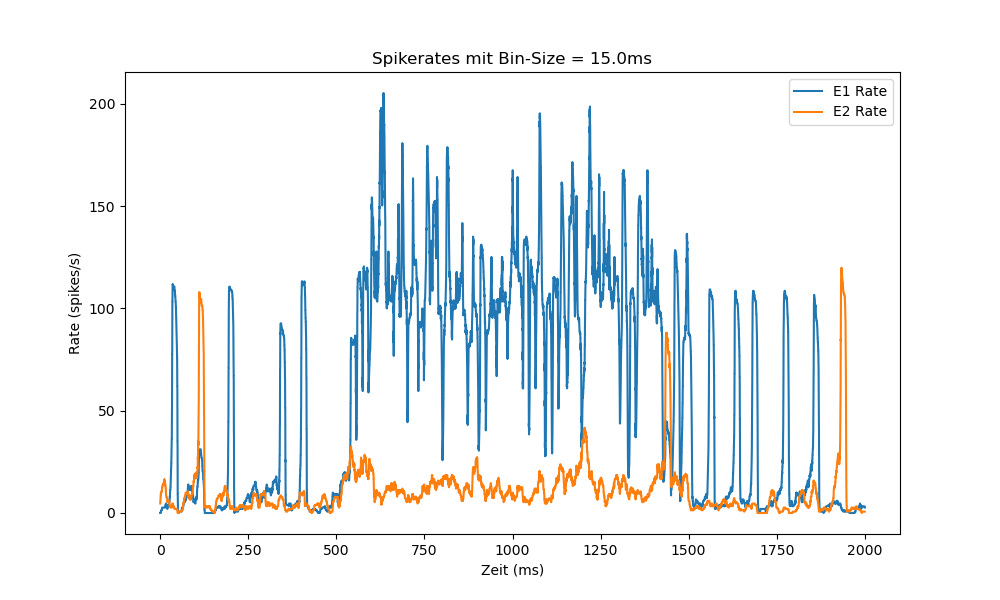 Spikerates mit Bin-Size = 15.0ms
E1 Rate
E2 Rate
Rate (spikes/s)
200
150
100
50
0
0 250 500 750 1000 1250 1500 1750 2000
Zeit (ms)